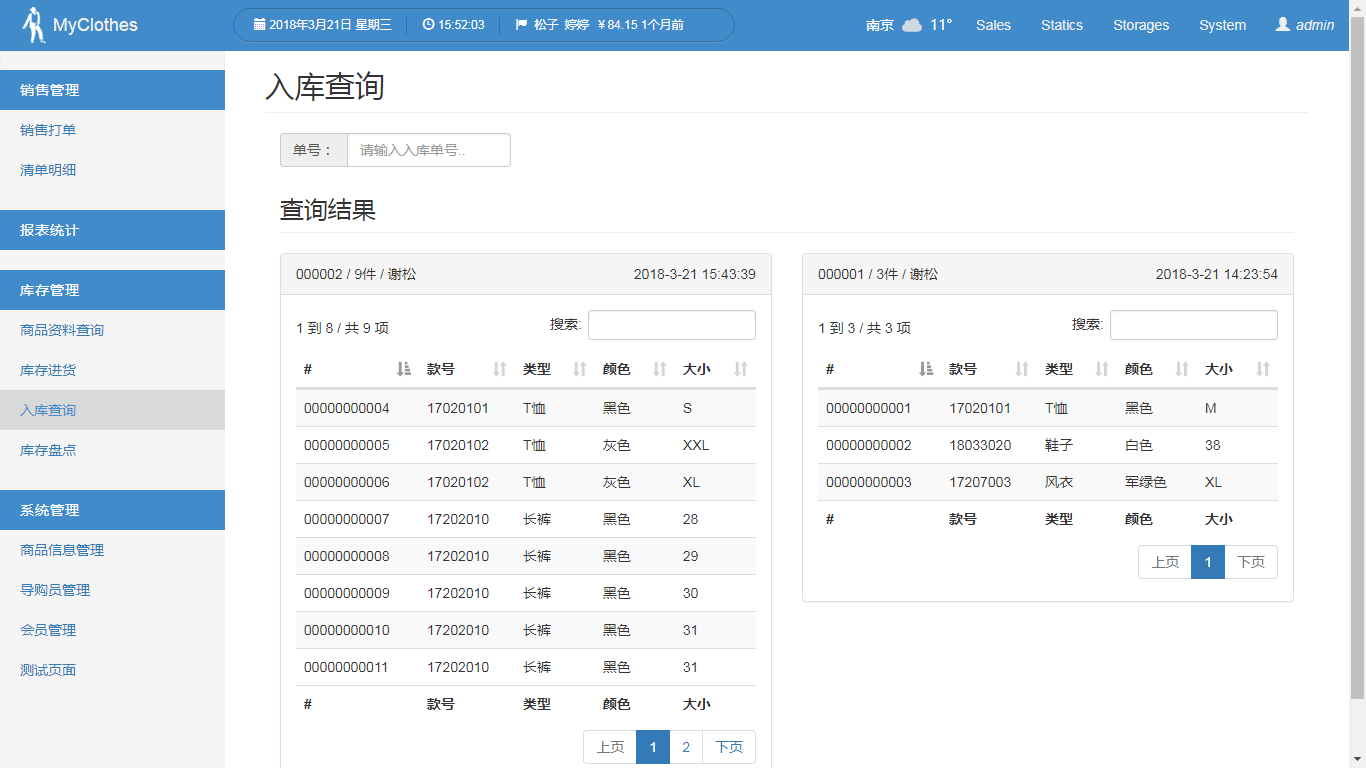 MyClothes 2018年3月21日 星期三 15:52:03 松子 婷婷 ￥84.15 1个月前 南京 11° Sales Statics Storages System admin
销售管理
销售打单
清单明细
报表统计
库存管理
商品资料查询
库存进货
入库查询
库存盘点
系统管理
商品信息管理
导购员管理
会员管理
测试页面
入库查询
单号： 请输入入库单号..
查询结果
000002 / 9件 / 谢松 2018-3-21 15:43:39
1 到 8 / 共 9 项 搜索:
# 款号 类型 颜色 大小
00000000004 17020101 T恤 黑色 S
00000000005 17020102 T恤 灰色 XXL
00000000006 17020102 T恤 灰色 XL
00000000007 17202010 长裤 黑色 28
00000000008 17202010 长裤 黑色 29
00000000009 17202010 长裤 黑色 30
00000000010 17202010 长裤 黑色 31
00000000011 17202010 长裤 黑色 31
# 款号 类型 颜色 大小
上页 1 2 下页
000001 / 3件 / 谢松 2018-3-21 14:23:54
1 到 3 / 共 3 项 搜索:
# 款号 类型 颜色 大小
00000000001 17020101 T恤 黑色 M
00000000002 18033020 鞋子 白色 38
00000000003 17207003 风衣 军绿色 XL
# 款号 类型 颜色 大小
上页 1 下页